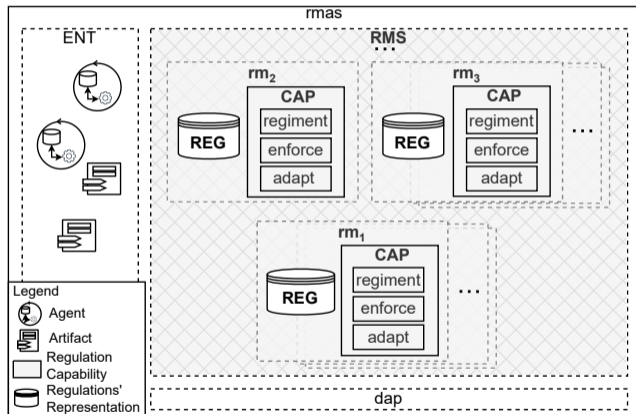 rmas
ENT
RMS
...
rm2
CAP
REG
regiment
enforce
adapt
rm3
CAP
REG
regiment
enforce
adapt
...
rm1
CAP
REG
regiment
enforce
adapt
...
Legend
Agent
Artifact
Regulation
Capability
Regulations'
Representation
dap